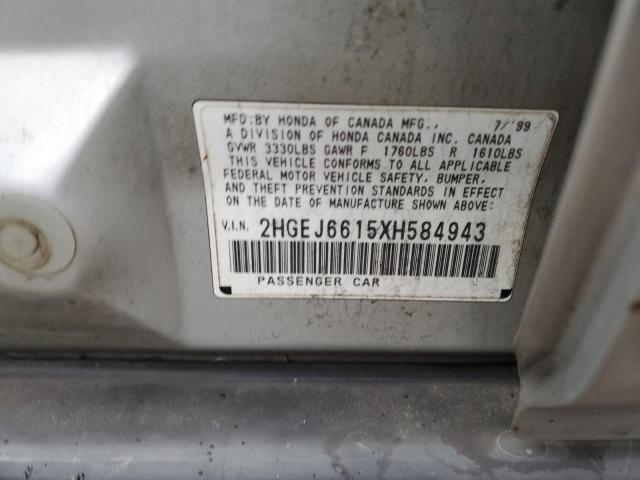 MFD.BY HONDA OF CANADA MFG., 7/'99
A DIVISION OF HONDA CANADA INC. CANADA
GVWR 3330LBS GAWR F 1760LBS R 1610LBS
THIS VEHICLE CONFORMS TO ALL APPLICABLE
FEDERAL MOTOR VEHICLE SAFETY, BUMPER,
AND THEFT PREVENTION STANDARDS IN EFFECT
ON THE DATE OF MANUFACTURE SHOWN ABOVE.
V.I.N. 2HGEJ6615XH584943
PASSENGER CAR